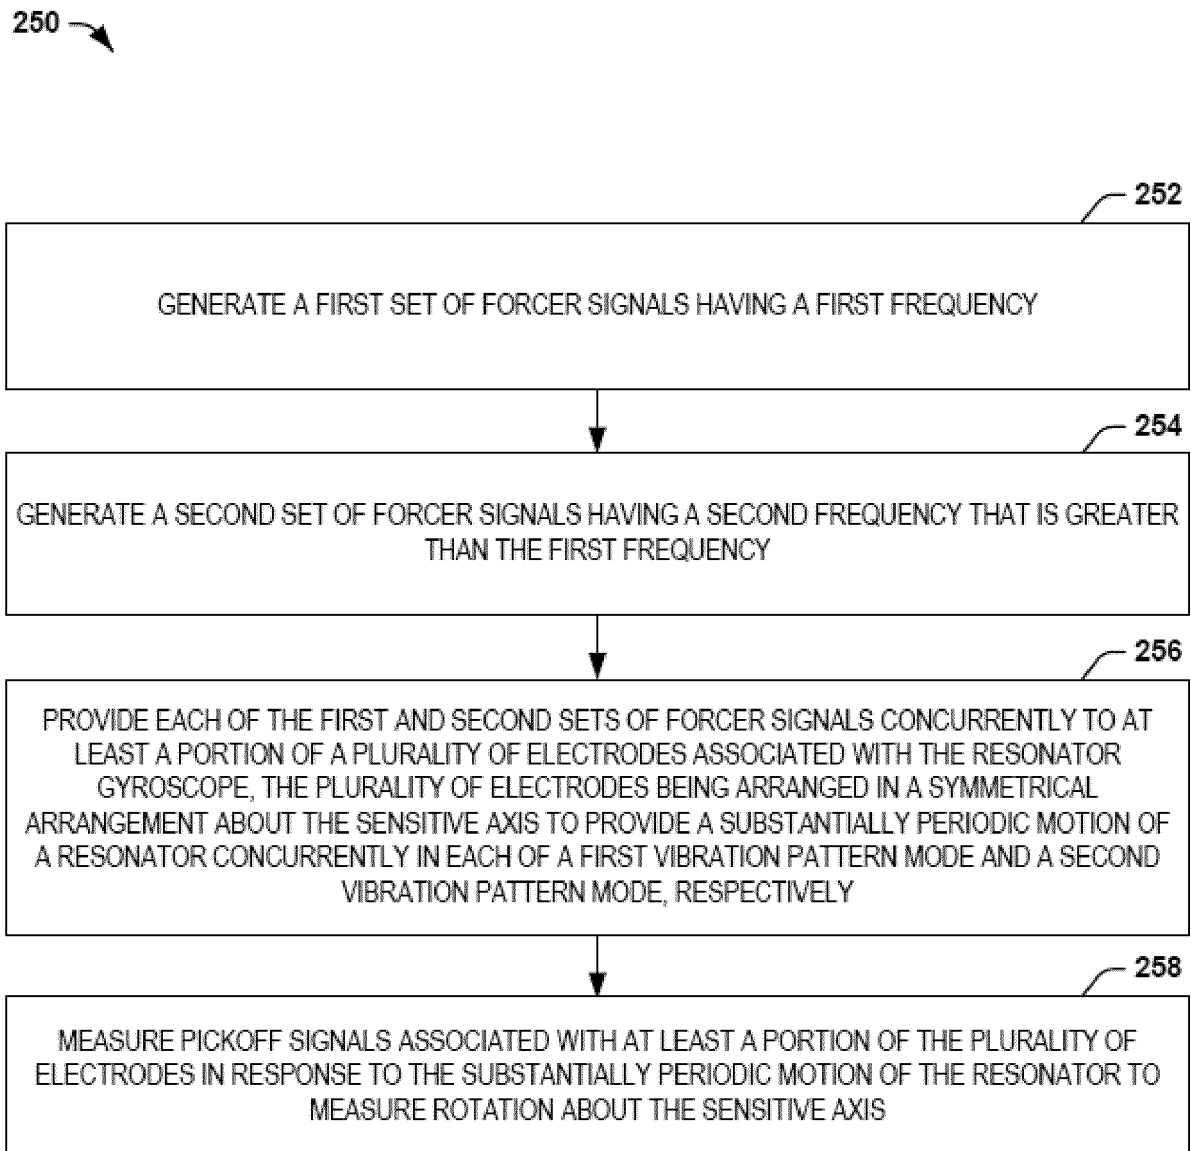 250
252
GENERATE A FIRST SET OF FORCER SIGNALS HAVING A FIRST FREQUENCY
254
GENERATE A SECOND SET OF FORCER SIGNALS HAVING A SECOND FREQUENCY THAT IS GREATER
THAN THE FIRST FREQUENCY
256
PROVIDE EACH OF THE FIRST AND SECOND SETS OF FORCER SIGNALS CONCURRENTLY TO AT
LEAST A PORTION OF A PLURALITY OF ELECTRODES ASSOCIATED WITH THE RESONATOR
GYROSCOPE, THE PLURALITY OF ELECTRODES BEING ARRANGED IN A SYMMETRICAL
ARRANGEMENT ABOUT THE SENSITIVE AXIS TO PROVIDE A SUBSTANTIALLY PERIODIC MOTION OF
A RESONATOR CONCURRENTLY IN EACH OF A FIRST VIBRATION PATTERN MODE AND A SECOND
VIBRATION PATTERN MODE, RESPECTIVELY
258
MEASURE PICKOFF SIGNALS ASSOCIATED WITH AT LEAST A PORTION OF THE PLURALITY OF
ELECTRODES IN RESPONSE TO THE SUBSTANTIALLY PERIODIC MOTION OF THE RESONATOR TO
MEASURE ROTATION ABOUT THE SENSITIVE AXIS